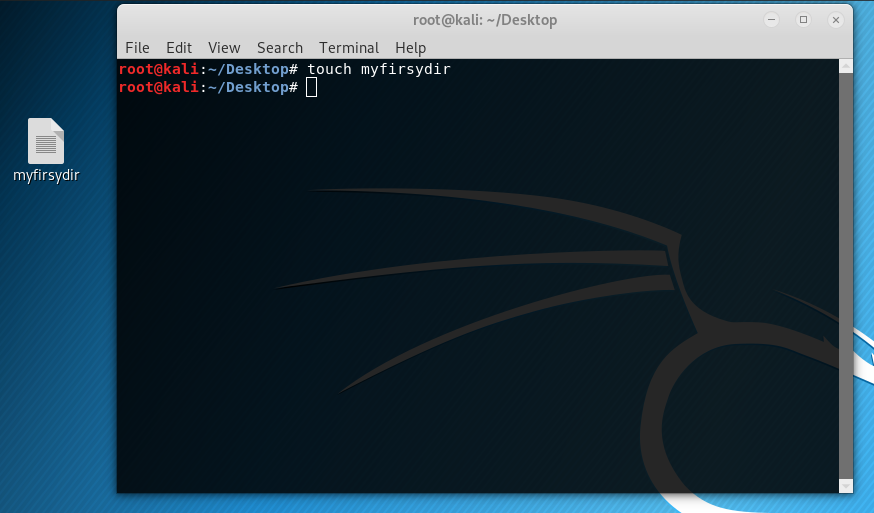 root@kali: ~/Desktop
File Edit View Search Terminal Help
root@kali:~/Desktop# touch myfirsydir
root@kali:~/Desktop#
myfirsydir